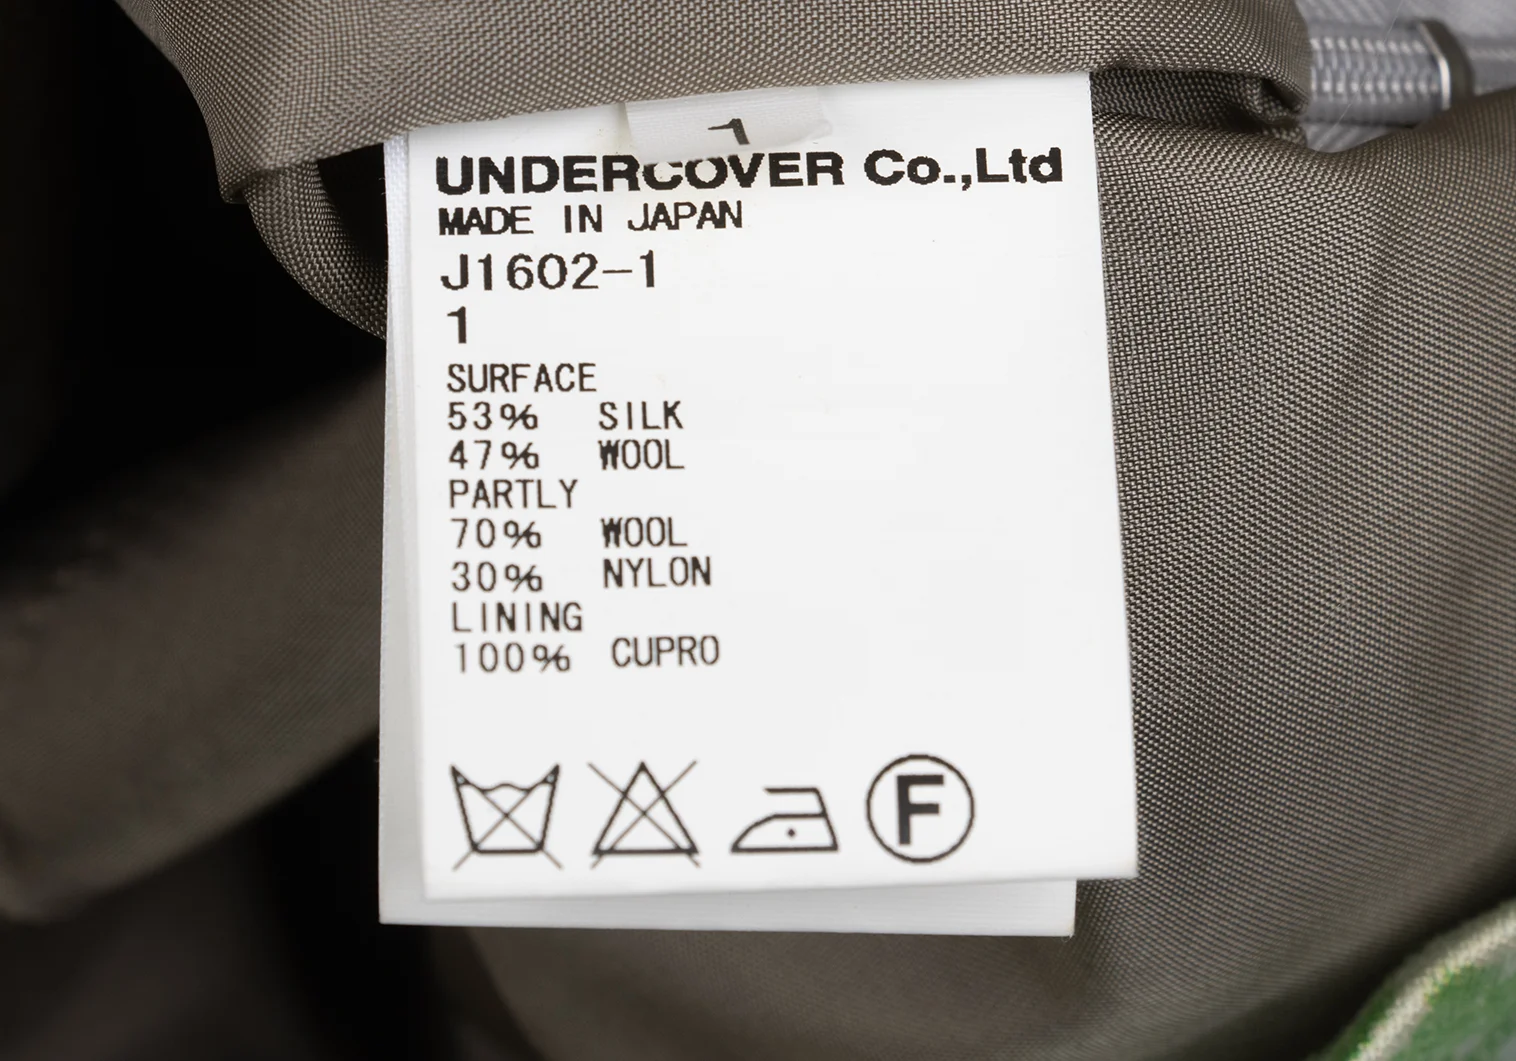 1
UNDERCOVER Co.,Ltd
MADE IN JAPAN
J1602-1
1
SURFACE
53% SILK
47% WOOL
PARTLY
70% WOOL
30% NYLON
LINING
100% CUPRO
F